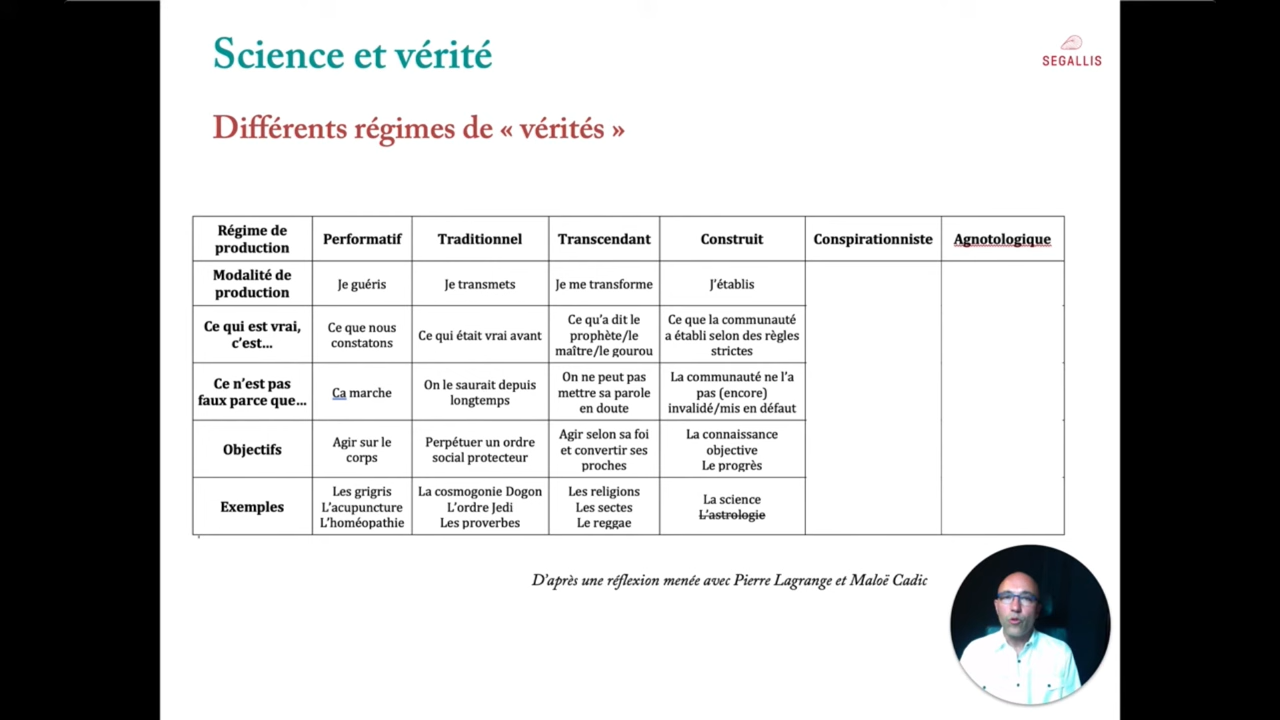 Science et vérité
SEGALLIS
Différents régimes de « vérités »
Régime de production
Performatif
Traditionnel
Transcendant
Construit
Conspirationniste
Agnotologique
Modalité de production
Je guéris
Je transmets
Je me transforme
J'établis
Ce qui est vrai,
c'est...
Ce que nous
constatons
Ce qui était vrai avant
Ce qu'a dit le
prophète/le
maître/le gourou
Ce que la communauté
a établi selon des règles
strictes
Ce n'est pas
faux parce que...
Ca marche
On le saurait depuis
longtemps
On ne peut pas
mettre sa parole
en doute
La communauté ne l'a
pas (encore)
invalidé/mis en défaut
Objectifs
Agir sur le
corps
Perpétuer un ordre
social protecteur
Agir selon sa foi
et convertir ses
proches
La connaissance
objective
Le progrès
Exemples
Les grigris
L'acupuncture
L'homéopathie
La cosmogonie Dogon
L'ordre Jedi
Les proverbes
Les religions
Les sectes
Le reggae
La science
L'astrologie
D'après une réflexion menée avec Pierre Lagrange et Maloë Cadic